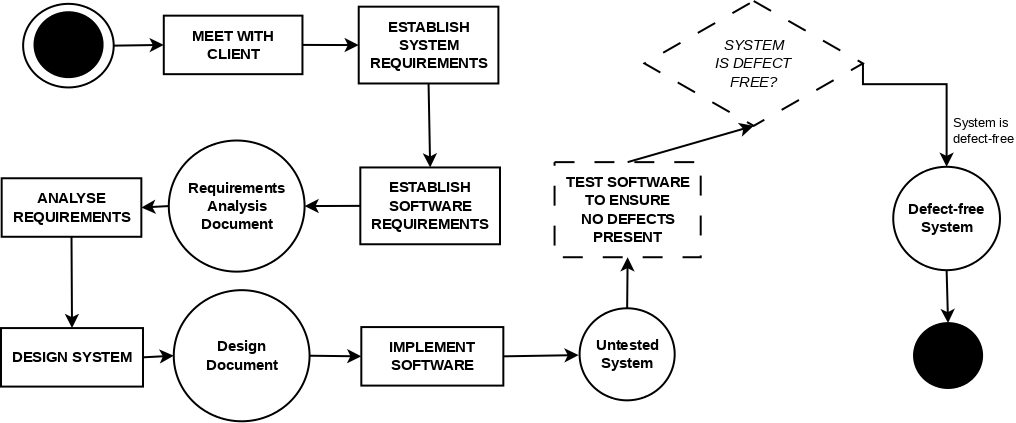 MEET WITH
CLIENT
ESTABLISH
SYSTEM
REQUIREMENTS
SYSTEM
IS DEFECT
FREE?
System is
defect-free
ANALYSE
REQUIREMENTS
Requirements
Analysis
Document
ESTABLISH
SOFTWARE
REQUIREMENTS
TEST SOFTWARE
TO ENSURE
NO DEFECTS
PRESENT
Defect-free
System
DESIGN SYSTEM
Design
Document
IMPLEMENT
SOFTWARE
Untested
System